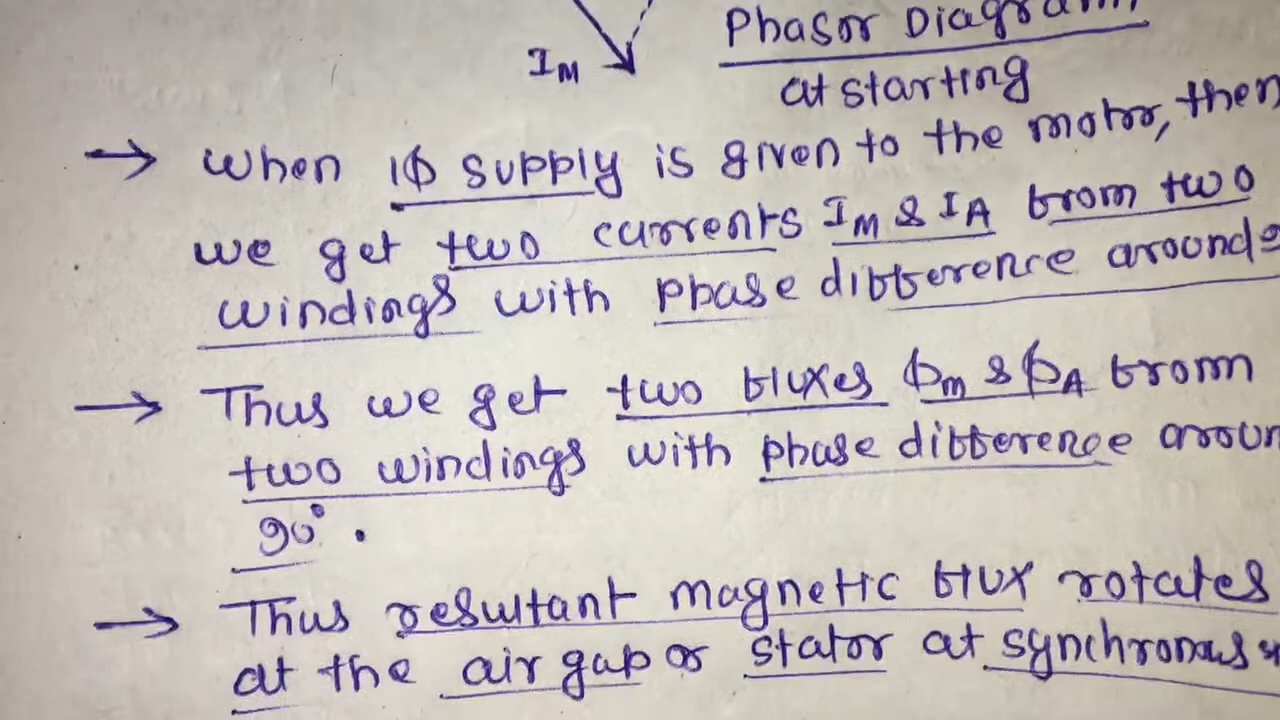 Phasor Diagram
I_M
at starting
→ When 1Φ supply is given to the motor, then
we get two currents I_M & I_A from two
windings with phase difference around
→ Thus we get two fluxes ϕ_m & ϕ_A from
two windings with phase difference aroun
90°.
→ Thus resultant magnetic flux rotates
at the air gap or stator at synchronous